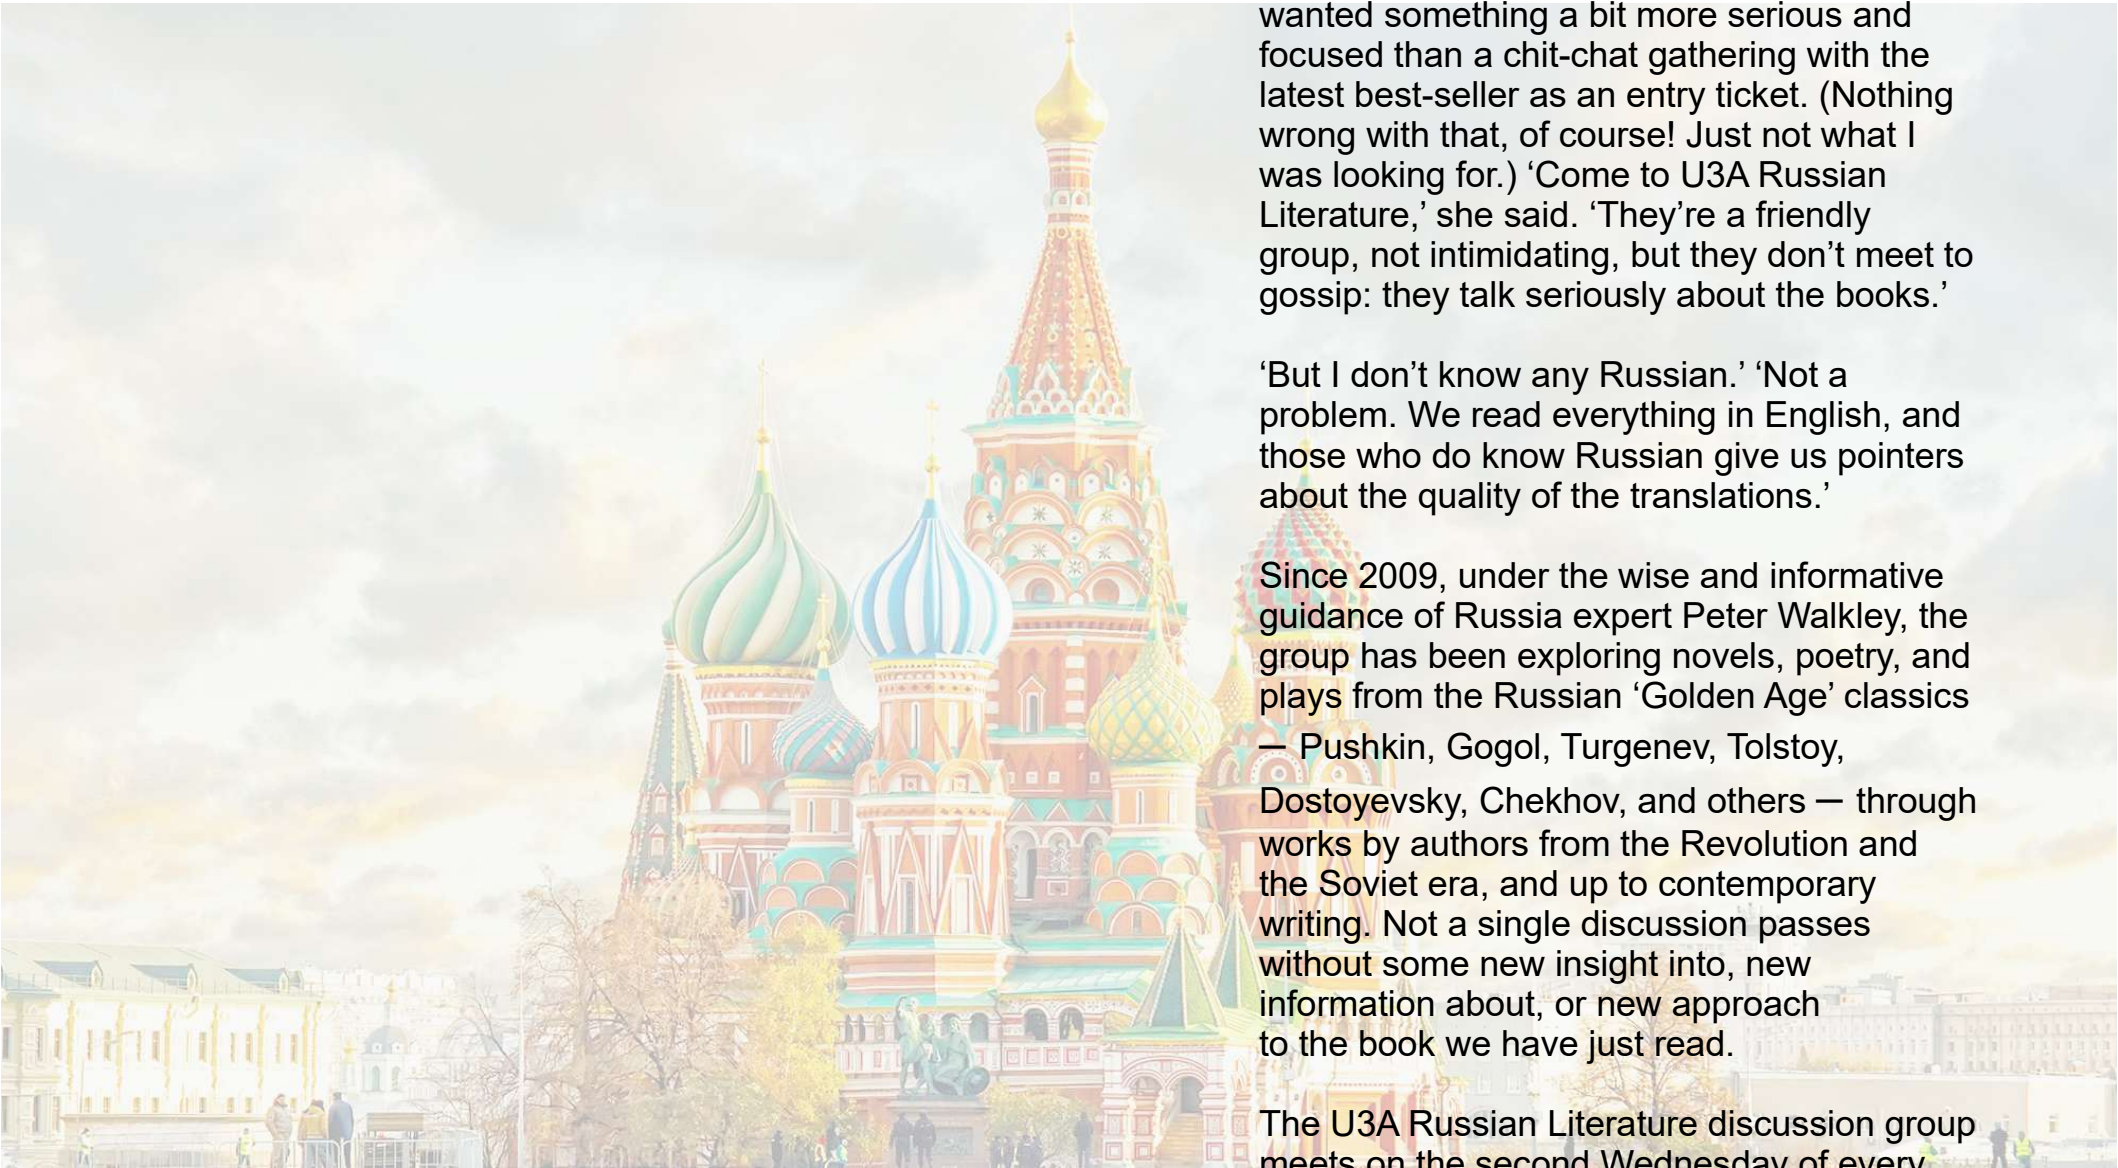 wanted something a bit more serious and
focused than a chit-chat gathering with the
latest best-seller as an entry ticket. (Nothing
wrong with that, of course! Just not what I
was looking for.) ‘Come to U3A Russian
Literature,’ she said. ‘They’re a friendly
group, not intimidating, but they don’t meet to
gossip: they talk seriously about the books.’
‘But I don’t know any Russian.’ ‘Not a
problem. We read everything in English, and
those who do know Russian give us pointers
about the quality of the translations.’
Since 2009, under the wise and informative
guidance of Russia expert Peter Walkley, the
group has been exploring novels, poetry, and
plays from the Russian ‘Golden Age’ classics
— Pushkin, Gogol, Turgenev, Tolstoy,
Dostoyevsky, Chekhov, and others — through
works by authors from the Revolution and
the Soviet era, and up to contemporary
writing. Not a single discussion passes
without some new insight into, new
information about, or new approach
to the book we have just read.
The U3A Russian Literature discussion group
meets on the second Wednesday of every